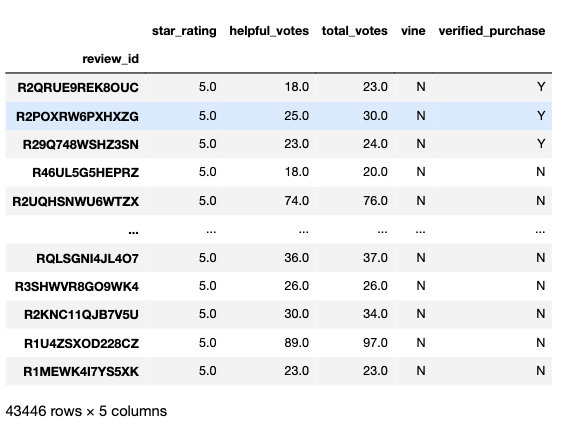 star_rating helpful_votes total_votes vine verified_purchase
review_id
R2QRUE9REK8OUC 5.0 18.0 23.0 N Y
R2POXRW6PXHXZG 5.0 25.0 30.0 N Y
R29Q748WSHZ3SN 5.0 23.0 24.0 N Y
R46UL5G5HEPRZ 5.0 18.0 20.0 N N
R2UQHSNWU6WTZX 5.0 74.0 76.0 N N
... ... ... ... ... ...
RQLSGNI4JL4O7 5.0 36.0 37.0 N N
R3SHWVR8GO9WK4 5.0 26.0 26.0 N N
R2KNC11QJB7V5U 5.0 30.0 34.0 N N
R1U4ZSXOD228CZ 5.0 89.0 97.0 N N
R1MEWK4I7YS5XK 5.0 23.0 23.0 N N
43446 rows × 5 columns